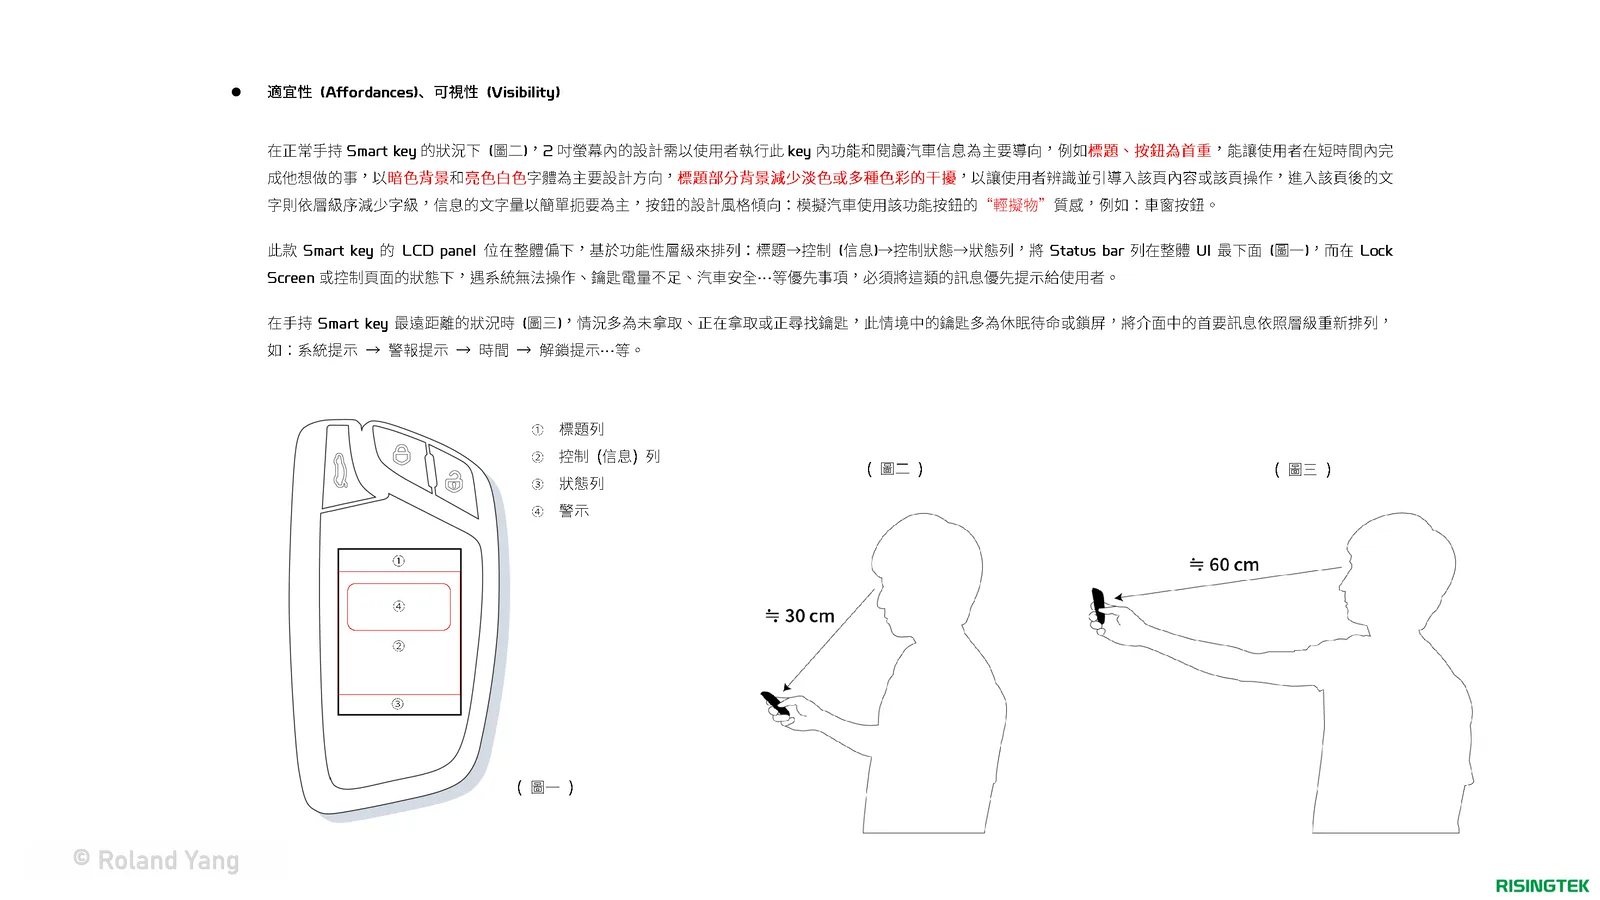 ● 適宜性 (Affordances)、可視性 (Visibility)
在正常手持 Smart key 的狀況下 (圖二)，2 吋螢幕內的設計需以使用者執行此 key 內功能和閱讀汽車信息為主要導向，例如標題、按鈕為首重，能讓使用者在短時間內完
成他想做的事，以暗色背景和亮色白色字體為主要設計方向，標題部分背景減少淡色或多種色彩的干擾，以讓使用者辨識並引導入該頁內容或該頁操作，進入該頁後的文
字則依層級序減少字級，信息的文字量以簡單扼要為主，按鈕的設計風格傾向：模擬汽車使用該功能按鈕的“輕擬物”質感，例如：車窗按鈕。
此款 Smart key 的 LCD panel 位在整體偏下，基於功能性層級來排列：標題→控制 (信息)→控制狀態→狀態列，將 Status bar 列在整體 UI 最下面 (圖一)，而在 Lock
Screen 或控制頁面的狀態下，遇系統無法操作、鑰匙電量不足、汽車安全…等優先事項，必須將這類的訊息優先提示給使用者。
在手持 Smart key 最遠距離的狀況時 (圖三)，情況多為未拿取、正在拿取或正尋找鑰匙，此情境中的鑰匙多為休眠待命或鎖屏，將介面中的首要訊息依照層級重新排列，
如：系統提示 → 警報提示 → 時間 → 解鎖提示…等。
① 標題列
② 控制 (信息) 列
③ 狀態列
④ 警示
①
④
②
③
( 圖一 )
( 圖二 )
≒ 30 cm
( 圖三 )
≒ 60 cm
© Roland Yang
RISINGTEK